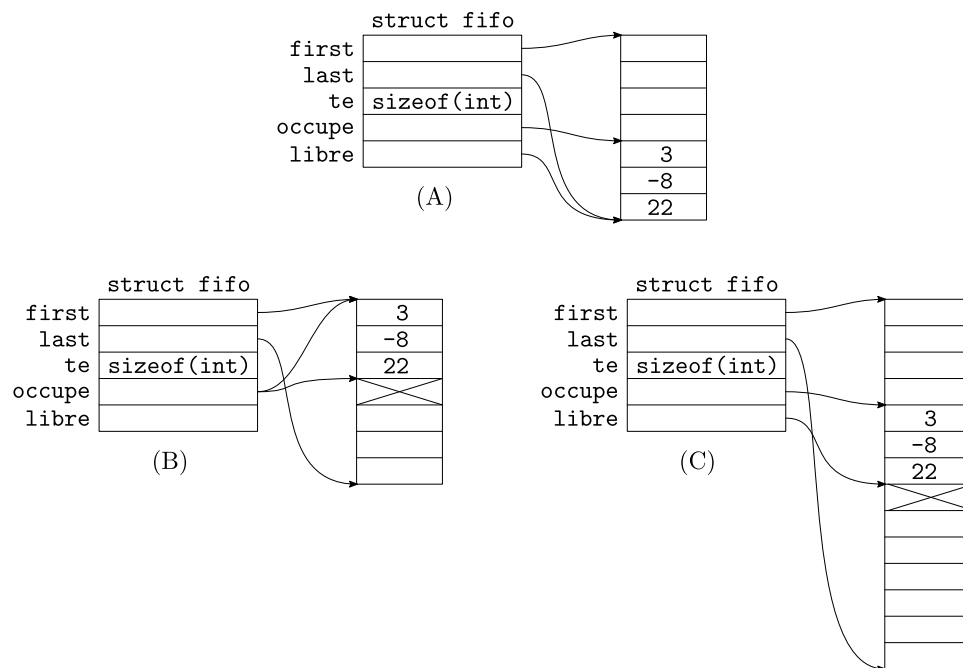 struct fifo
first
last
te sizeof(int)
occupe
libre
3
-8
22
(A)
struct fifo
first
last
te sizeof(int)
occupe
libre
3
-8
22
(B)
struct fifo
first
last
te sizeof(int)
occupe
libre
3
-8
22
(C)